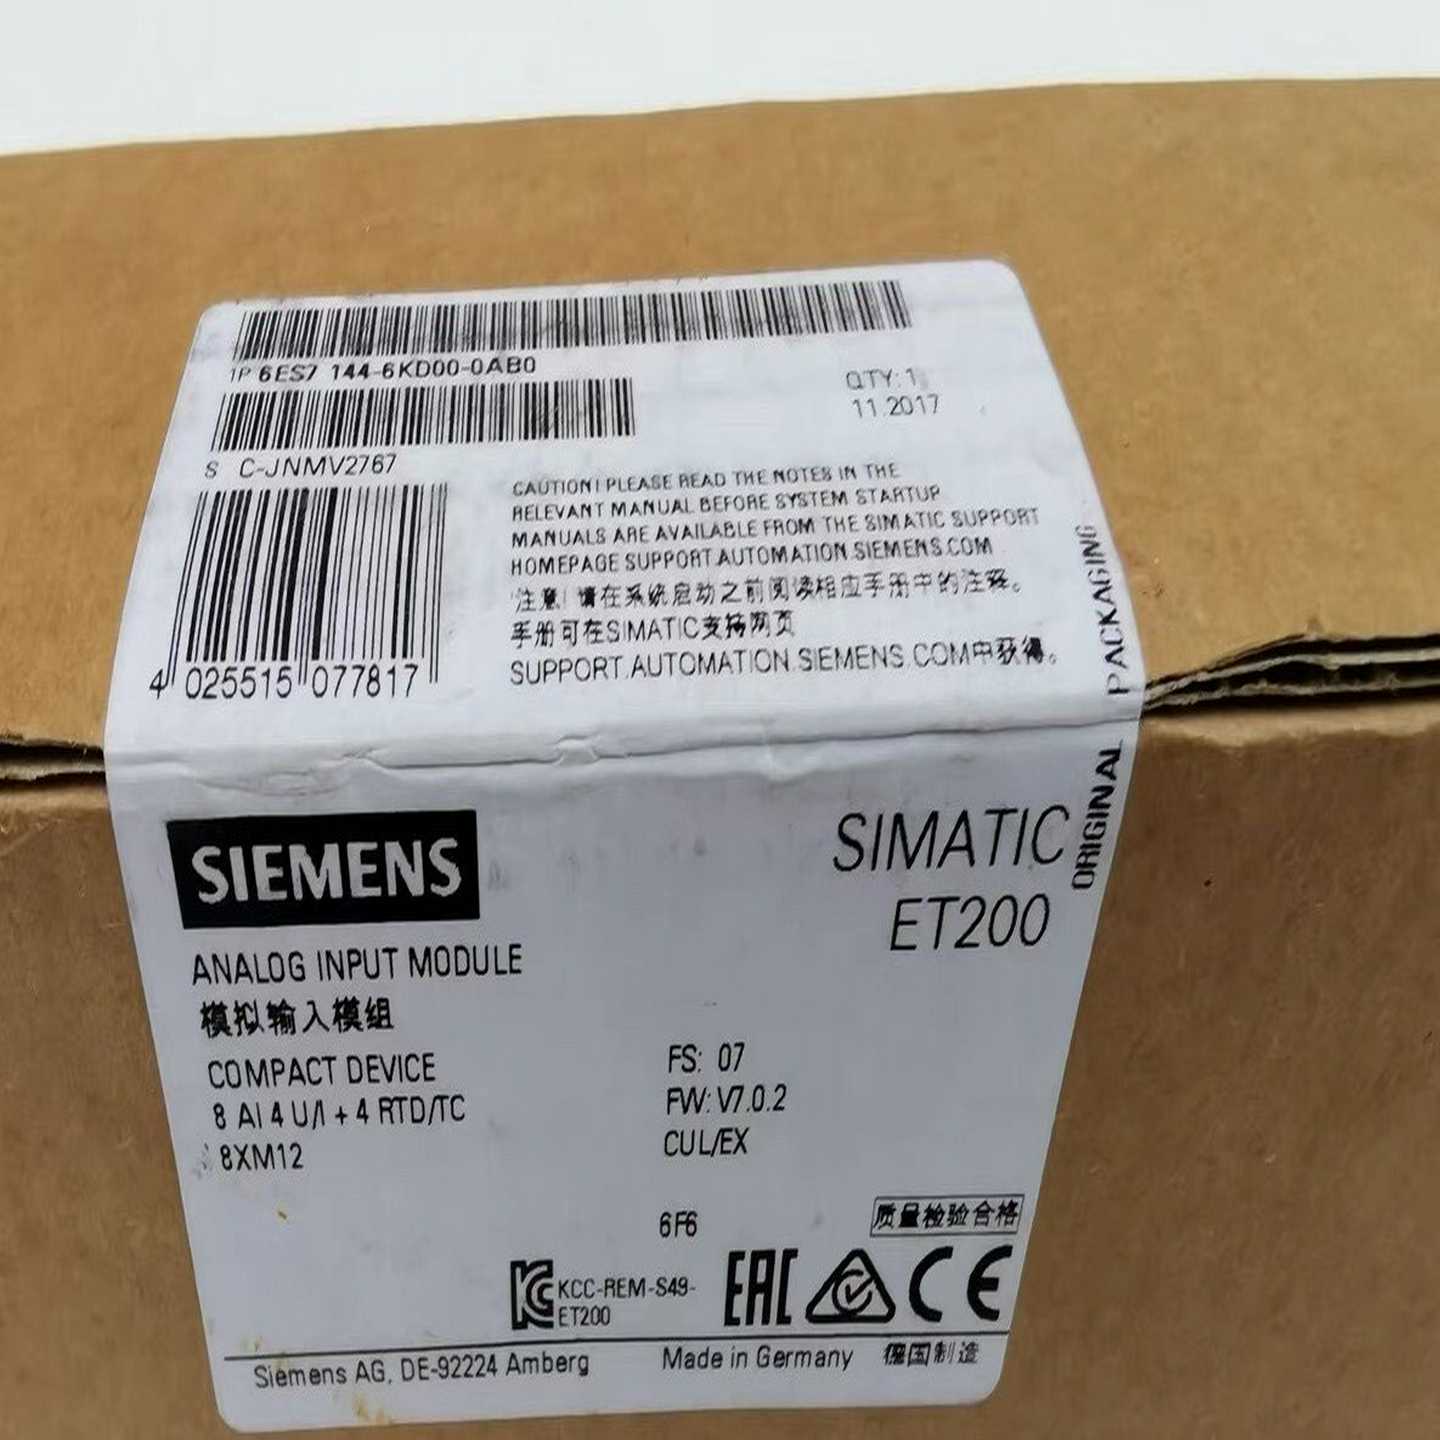 1P 6ES7 144-6KD00-0AB0
QTY: 1
11.2017
S C-JNMV2767
4 025515 077817
CAUTION! PLEASE READ THE NOTES IN THE
RELEVANT MANUAL BEFORE SYSTEM STARTUP
MANUALS ARE AVAILABLE FROM THE SIMATIC SUPPORT
HOMEPAGE SUPPORT.AUTOMATION.SIEMENS.COM
注意! 请在系统启动之前阅读相应手册中的注释。
手册可在SIMATIC支持网页
SUPPORT.AUTOMATION.SIEMENS.COM中获得。
ORIGINAL PACKAGING
SIEMENS
SIMATIC
ET200
ANALOG INPUT MODULE
模拟输入模组
COMPACT DEVICE
8 AI 4 U/I + 4 RTD/TC
8XM12
FS: 07
FW: V7.0.2
CUL/EX
6F6
质量检验合格
KC KCC-REM-S49-
ET200
EAC CE
Siemens AG, DE-92224 Amberg
Made in Germany 德国制造